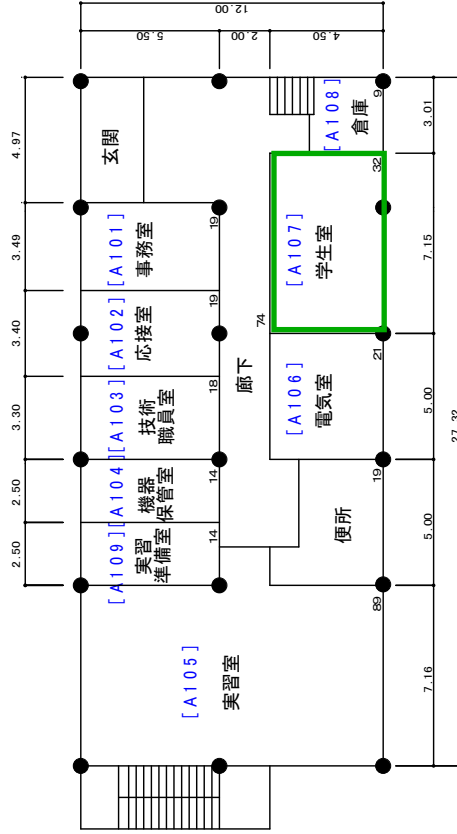 2.50
2.50
3.30
3.40
3.49
4.97
[A109]
実習
準備室
14
[A104]
機器
保管室
14
[A103]
技術
職員室
18
[A102]
応接室
19
[A101]
事務室
19
玄関
5.50
2.00
4.50
12.00
[A105]
実習室
89
廊下
74
便所
19
[A106]
電気室
21
[A107]
学生室
32
[A108]
倉庫
9
7.16
5.00
5.00
7.15
3.01
27.32